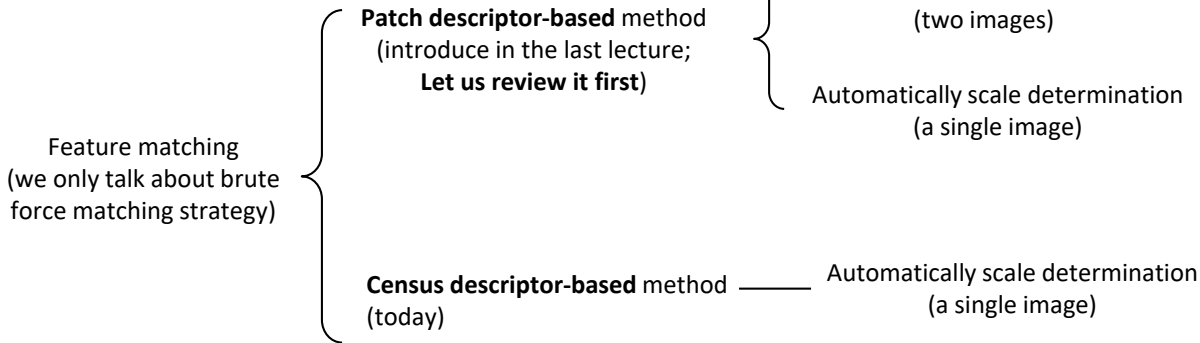 Patch descriptor-based method
(introduce in the last lecture;
Let us review it first)
(two images)
Automatically scale determination
(a single image)
Feature matching
(we only talk about brute
force matching strategy)
Census descriptor-based method
(today)
Automatically scale determination
(a single image)